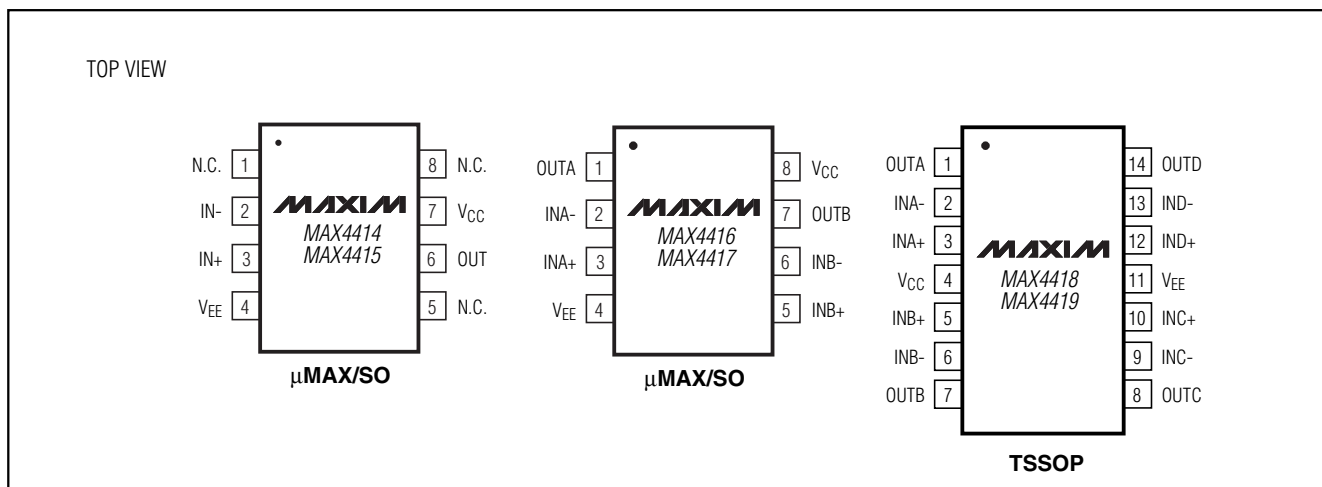 TOP VIEW
N.C. 1
IN- 2
IN+ 3
VEE 4
MAXIM
MAX4414
MAX4415
8 N.C.
7 VCC
6 OUT
5 N.C.
µMAX/SO
OUTA 1
INA- 2
INA+ 3
VEE 4
MAXIM
MAX4416
MAX4417
8 VCC
7 OUTB
6 INB-
5 INB+
µMAX/SO
OUTA 1
INA- 2
INA+ 3
VCC 4
INB+ 5
INB- 6
OUTB 7
MAXIM
MAX4418
MAX4419
14 OUTD
13 IND-
12 IND+
11 VEE
10 INC+
9 INC-
8 OUTC
TSSOP